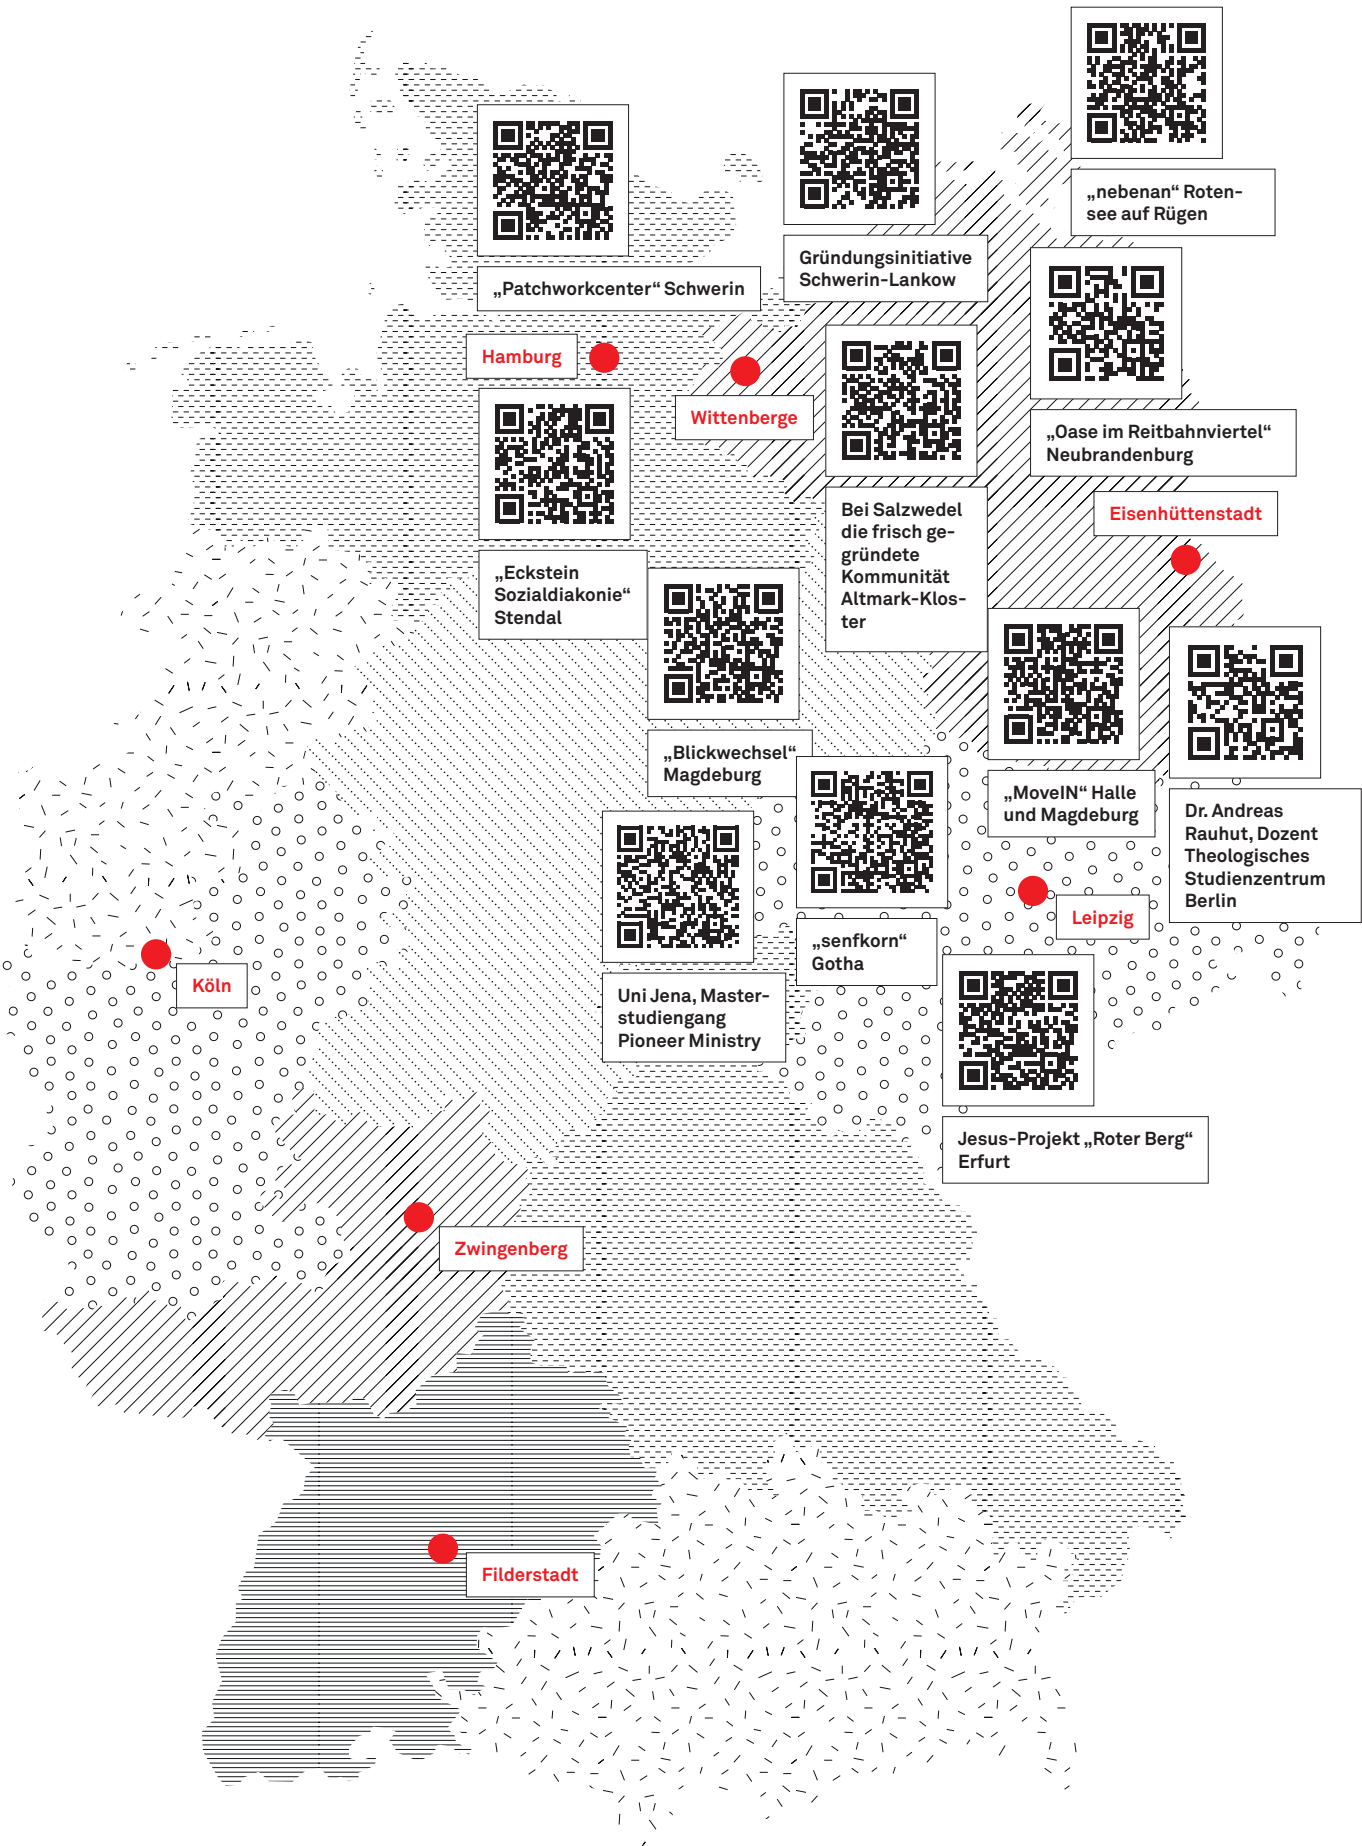 „nebenan“ Roten-
see auf Rügen
Gründungsinitiative
Schwerin-Lankow
„Patchworkcenter“ Schwerin
Hamburg
Wittenberge
„Oase im Reitbahnviertel“
Neubrandenburg
Eisenhüttenstadt
Bei Salzwedel
die frisch ge-
gründete
Kommunität
Altmark-Klos-
ter
„Eckstein
Sozialdiakonie“
Stendal
„Blickwechsel“
Magdeburg
„MoveIN“ Halle
und Magdeburg
Dr. Andreas
Rauhut, Dozent
Theologisches
Studienzentrum
Berlin
Leipzig
„senfkorn“
Gotha
Köln
Uni Jena, Master-
studiengang
Pioneer Ministry
Jesus-Projekt „Roter Berg“
Erfurt
Zwingenberg
Filderstadt